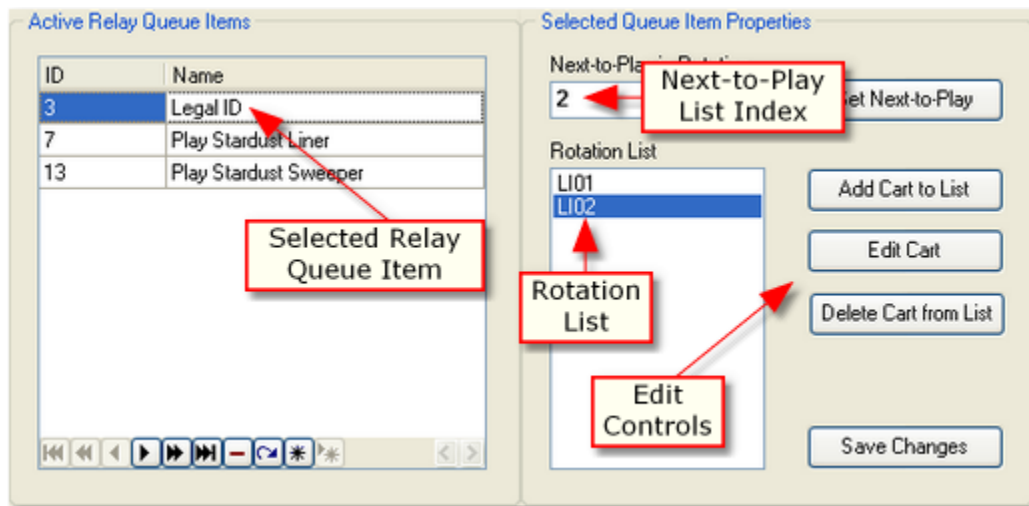 Active Relay Queue Items
ID Name
3 Legal ID
7 Play Stardust Liner
13 Play Stardust Sweeper
Selected Relay
Queue Item
Selected Queue Item Properties
2
Next-to-Play
List Index
Next-to-Play
Rotation List
LI01
LI02
Add Cart to List
Edit Cart
Delete Cart from List
Rotation
List
Edit
Controls
Save Changes